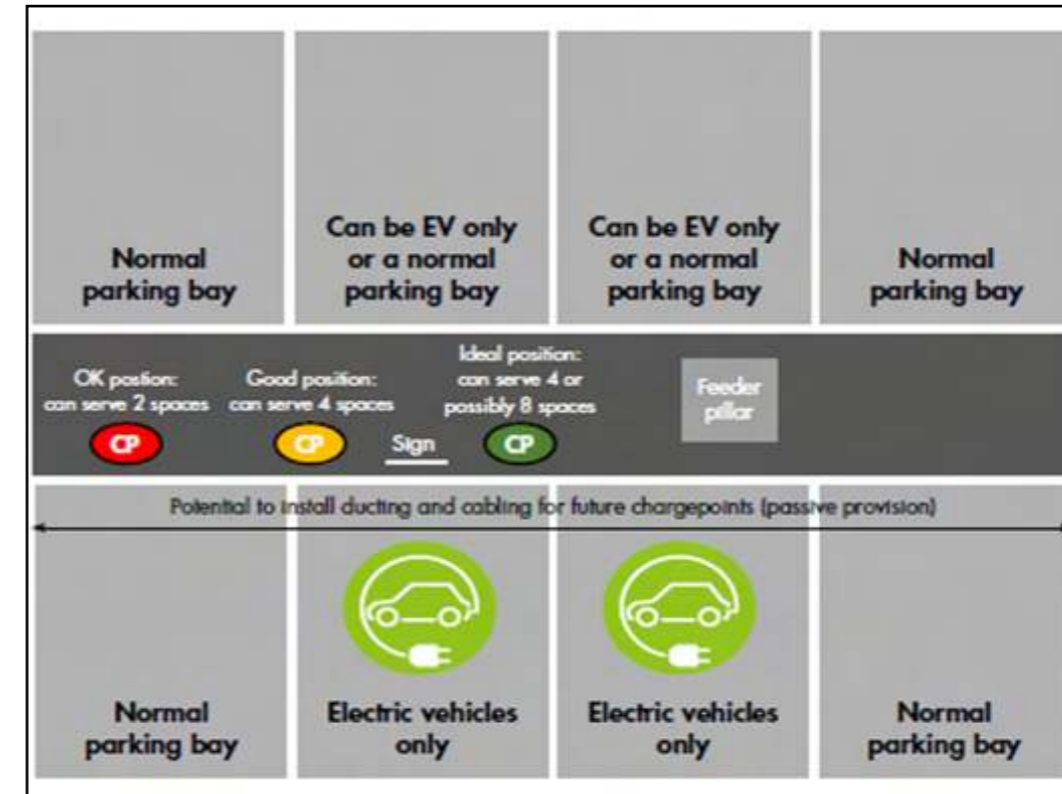 Normal
parking bay
Can be EV only
or a normal
parking bay
Can be EV only
or a normal
parking bay
Normal
parking bay
OK postion:
can serve 2 spaces
CP
Good position:
can serve 4 spaces
CP
Sign
Ideal position:
can serve 4 or
possibly 8 spaces
CP
Feeder
pillar
Potential to install ducting and cabling for future chargepoints (passive provision)
Normal
parking bay
Electric vehicles
only
Electric vehicles
only
Normal
parking bay